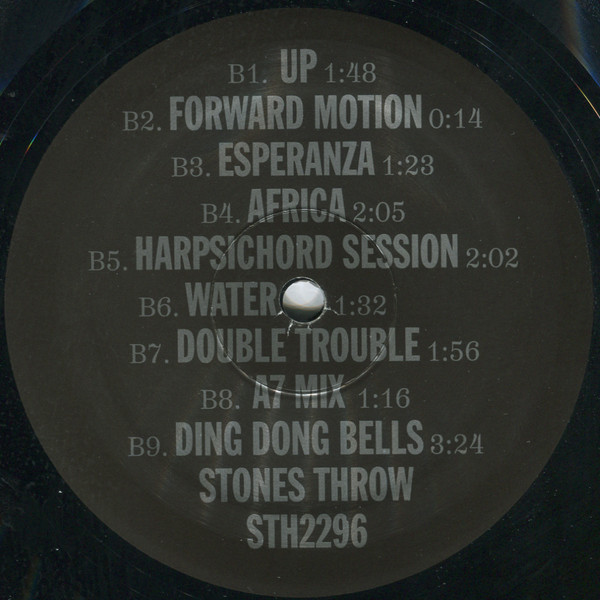 B1. UP 1:48
B2. FORWARD MOTION 0:14
B3. ESPERANZA 1:23
B4. AFRICA 2:05
B5. HARPSICHORD SESSION 2:02
B6. WATER 1:32
B7. DOUBLE TROUBLE 1:56
B8. A7 MIX 1:16
B9. DING DONG BELLS 3:24
STONES THROW
STH2296